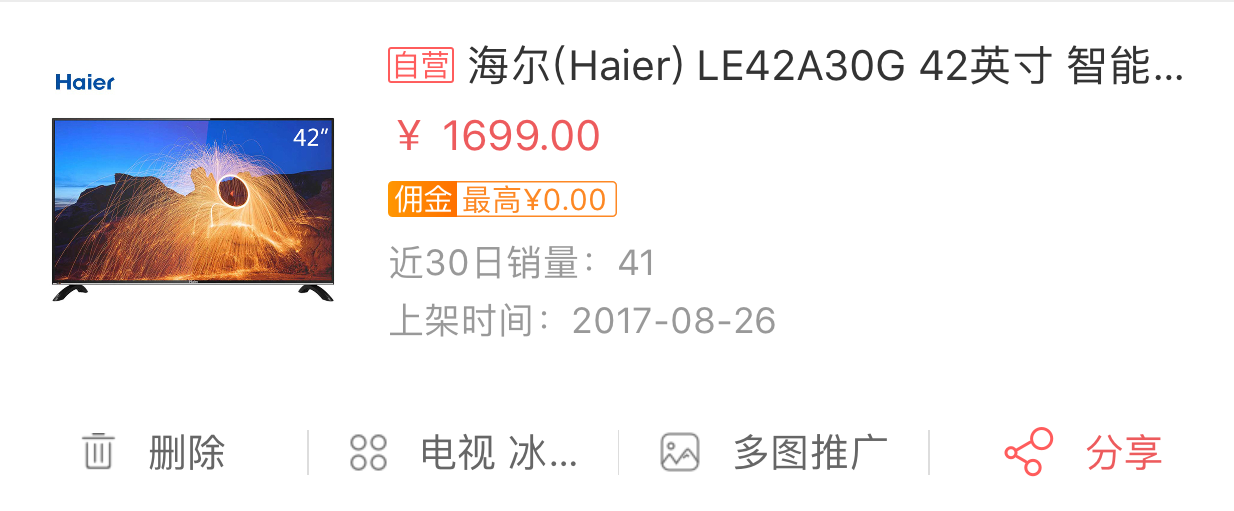 Haier
42"
自营 海尔(Haier) LE42A30G 42英寸 智能...
¥ 1699.00
佣金 最高¥0.00
近30日销量：41
上架时间：2017-08-26
删除
电视 冰...
多图推广
分享